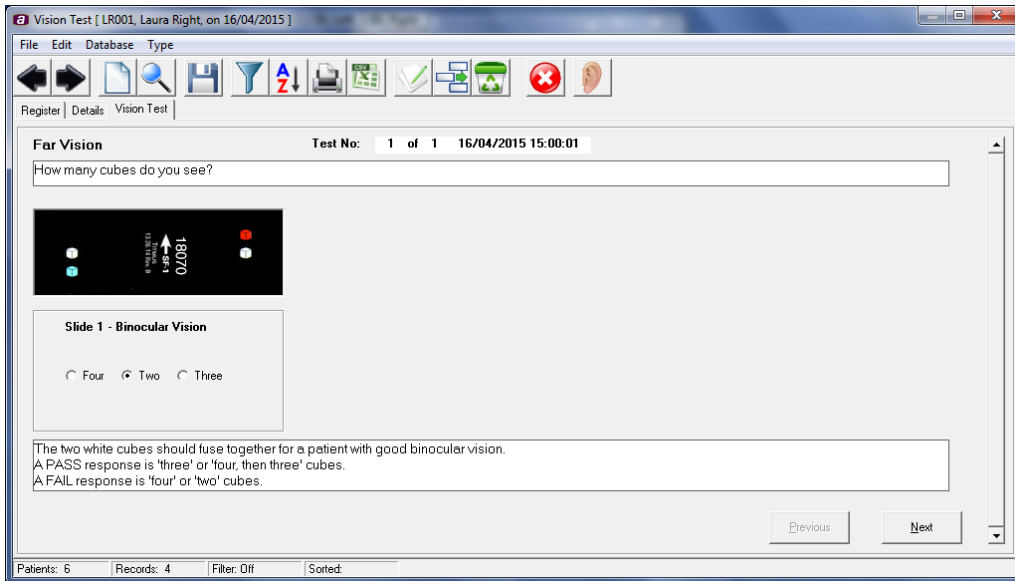 Vision Test [ LR001, Laura Right, on 16/04/2015 ]
File Edit Database Type
A Z CSV
Register Details Vision Test
Far Vision Test No: 1 of 1 16/04/2015 15:00:01
How many cubes do you see?
18070
SF-1
Titmus
Rev B
Slide 1 - Binocular Vision
Four Two Three
The two white cubes should fuse together for a patient with good binocular vision.
A PASS response is 'three' or 'four, then three' cubes.
A FAIL response is 'four' or 'two' cubes.
Previous Next
Patients: 6 Records: 4 Filter: Off Sorted: